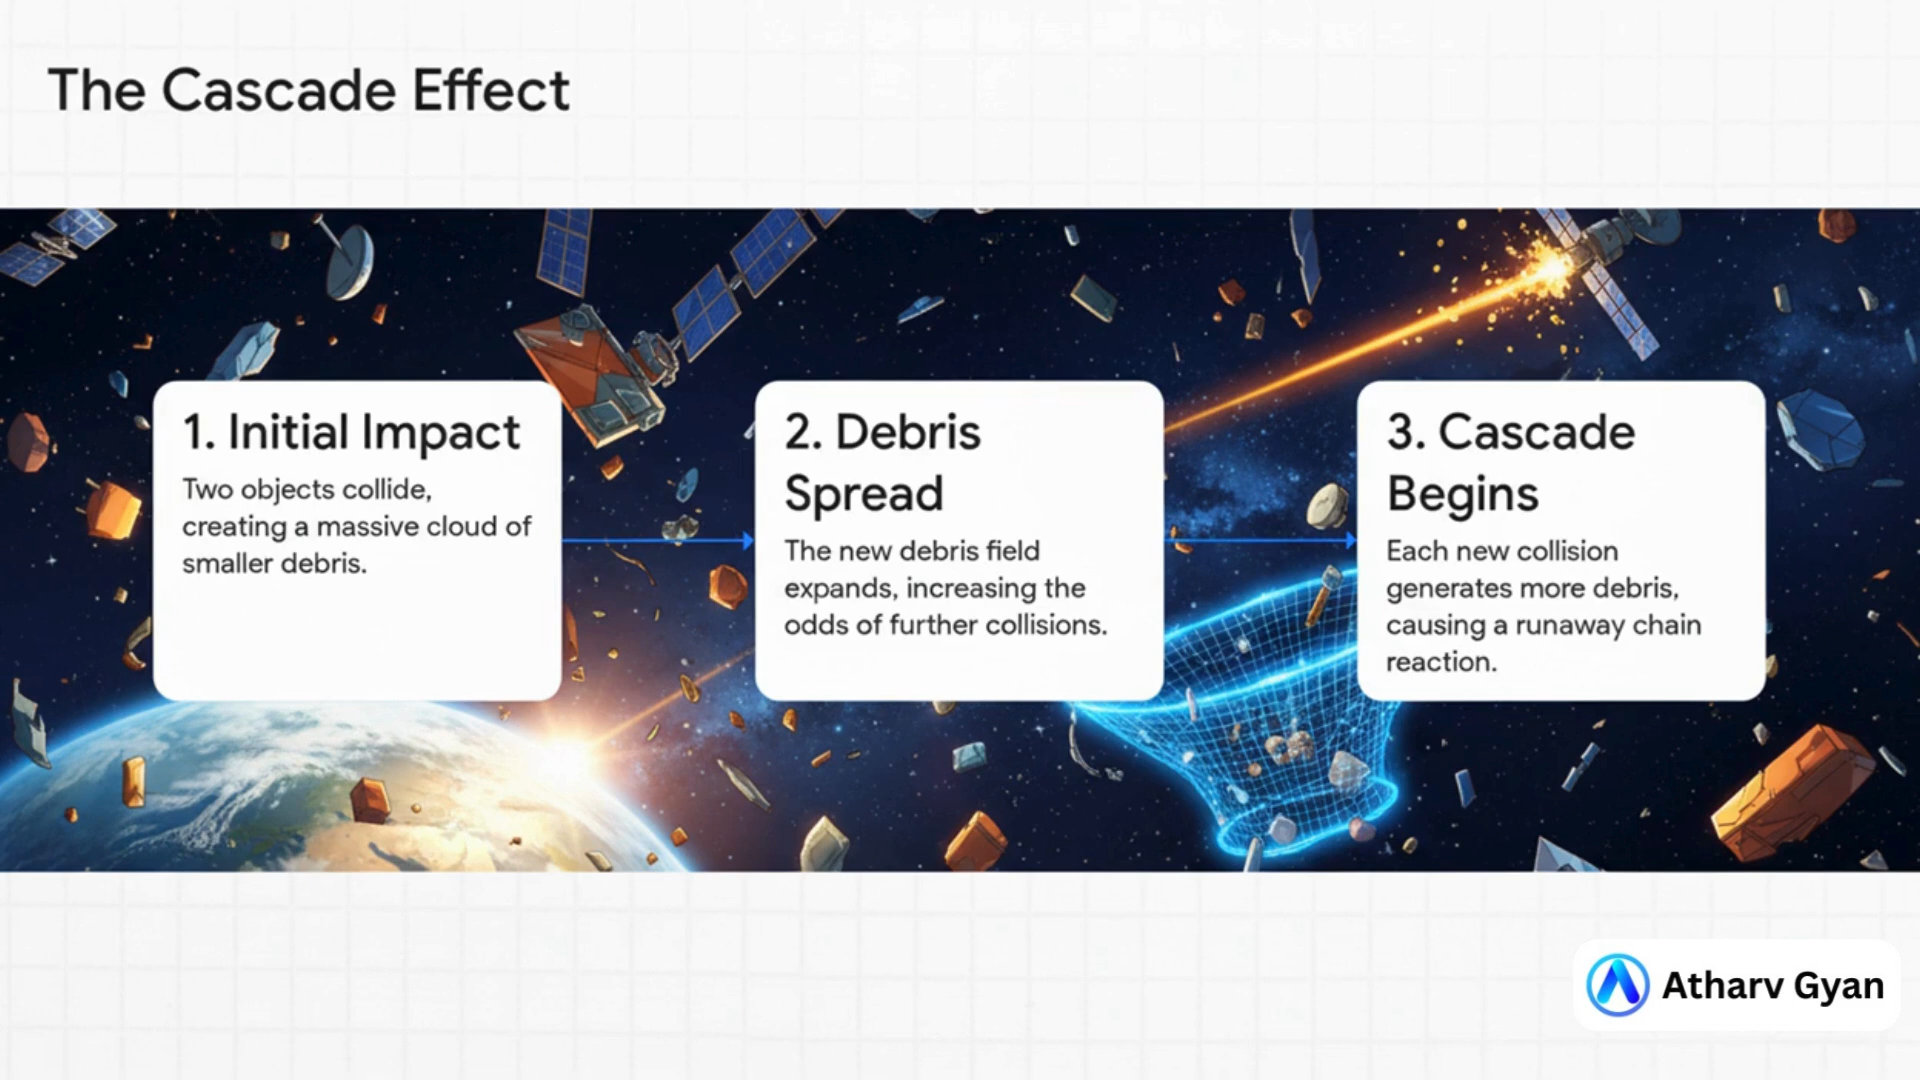 The Cascade Effect
1. Initial Impact
Two objects collide,
creating a massive cloud of
smaller debris.
2. Debris
Spread
The new debris field
expands, increasing the
odds of further collisions.
3. Cascade
Begins
Each new collision
generates more debris,
causing a runaway chain
reaction.
Atharv Gyan